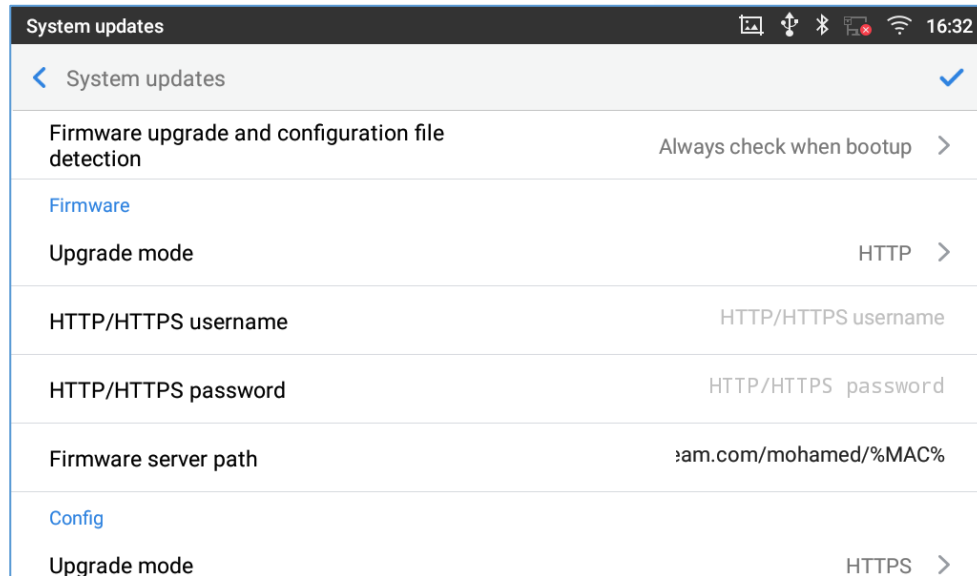 System updates 16:32
System updates
Firmware upgrade and configuration file
detection
Always check when bootup
Firmware
Upgrade mode HTTP
HTTP/HTTPS username HTTP/HTTPS username
HTTP/HTTPS password HTTP/HTTPS password
Firmware server path eam.com/mohamed/%MAC%
Config
Upgrade mode HTTPS